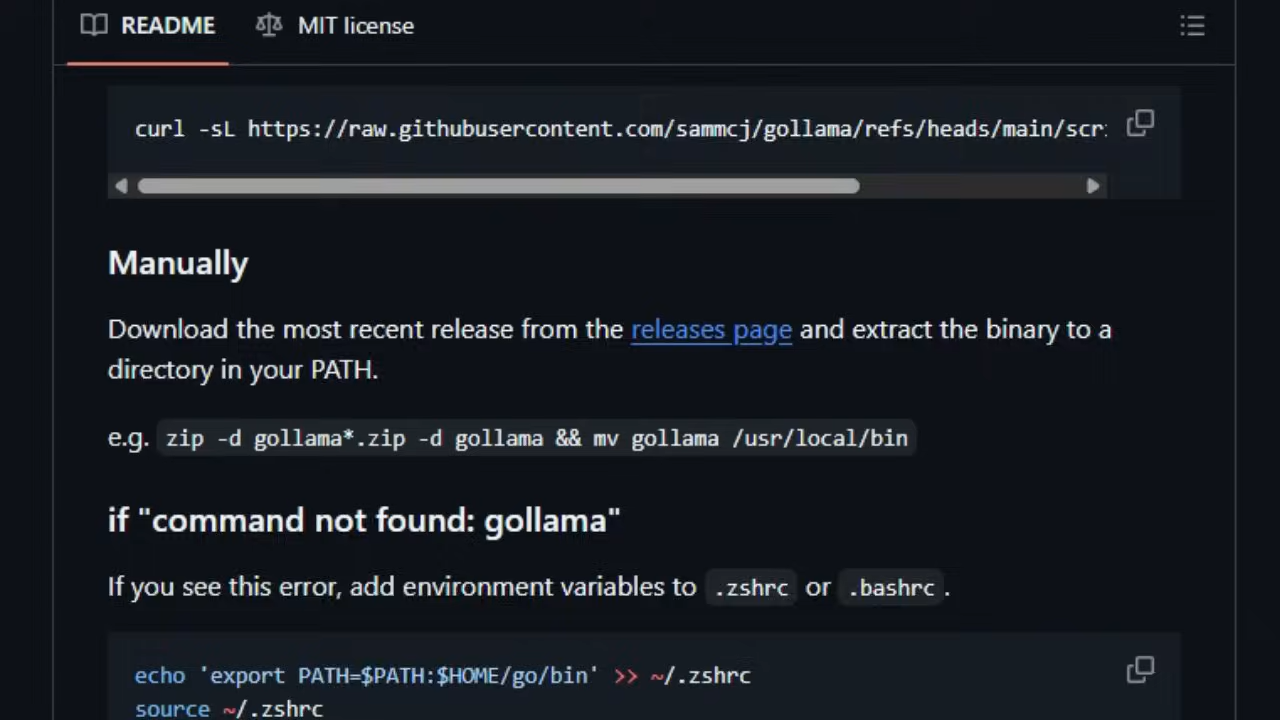 README MIT license
curl -sL https://raw.githubusercontent.com/sammcj/gollama/refs/heads/main/scr
Manually
Download the most recent release from the releases page and extract the binary to a
directory in your PATH.
e.g. zip -d gollama*.zip -d gollama && mv gollama /usr/local/bin
if "command not found: gollama"
If you see this error, add environment variables to .zshrc or .bashrc.
echo 'export PATH=$PATH:$HOME/go/bin' >> ~/.zshrc
source ~/.zshrc